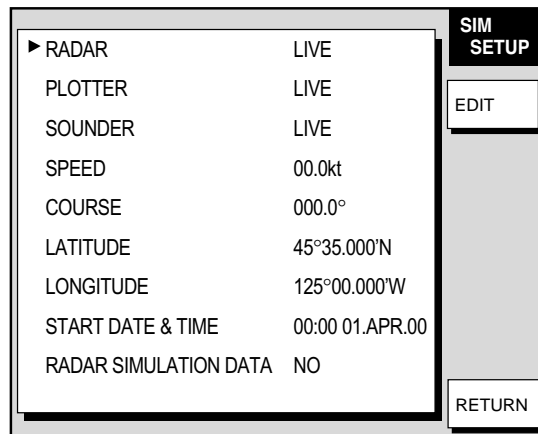 SIM
SETUP
▶ RADAR LIVE
PLOTTER LIVE
SOUNDER LIVE
SPEED 00.0kt
COURSE 000.0°
LATITUDE 45°35.000'N
LONGITUDE 125°00.000'W
START DATE & TIME 00:00 01.APR.00
RADAR SIMULATION DATA NO
EDIT
RETURN